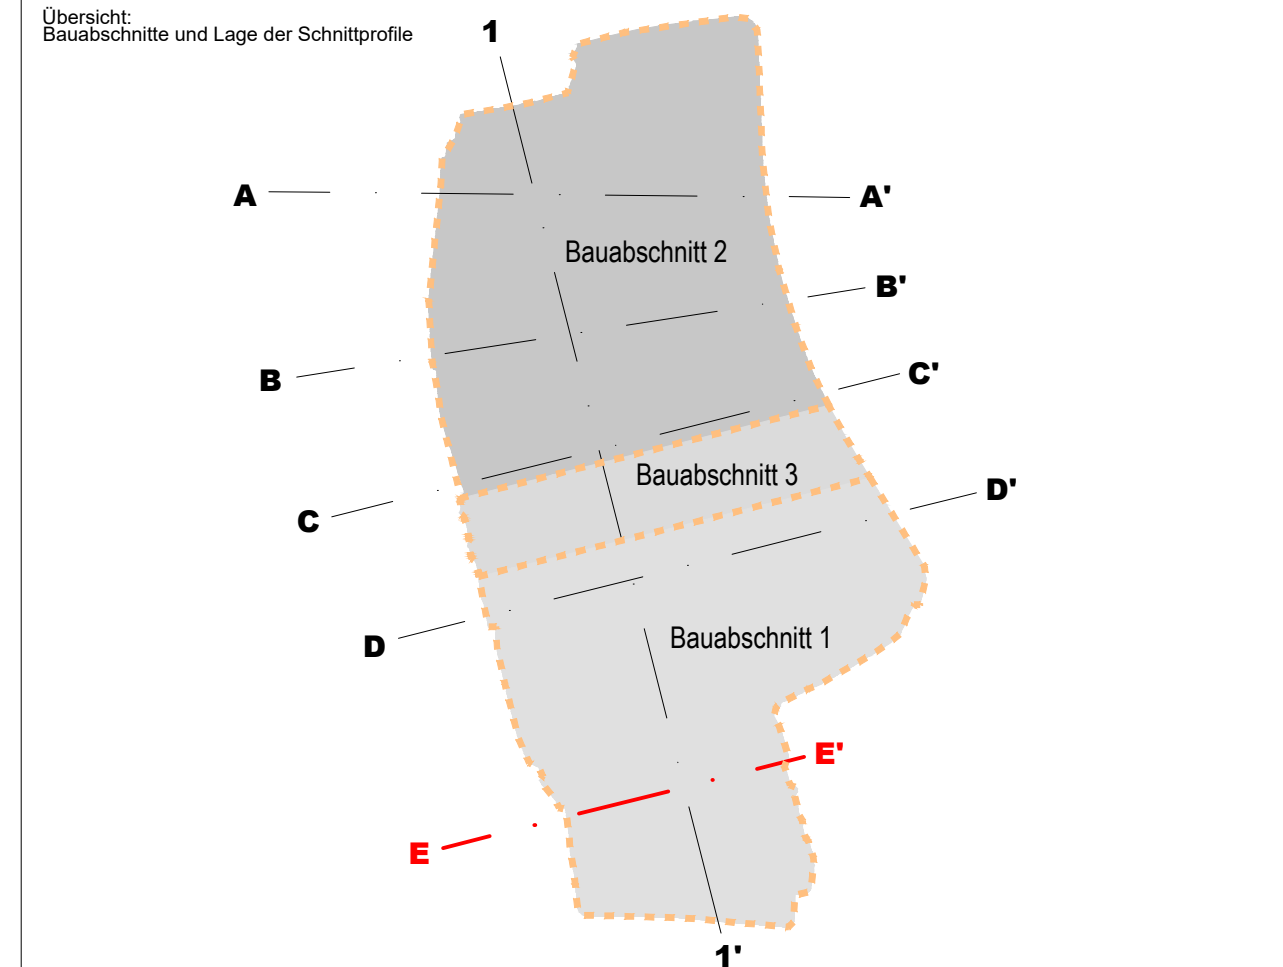 Übersicht:
Bauabschnitte und Lage der Schnittprofile
1
A
A'
Bauabschnitt 2
B'
B
C'
Bauabschnitt 3
D'
C
Bauabschnitt 1
D
E'
E
1'